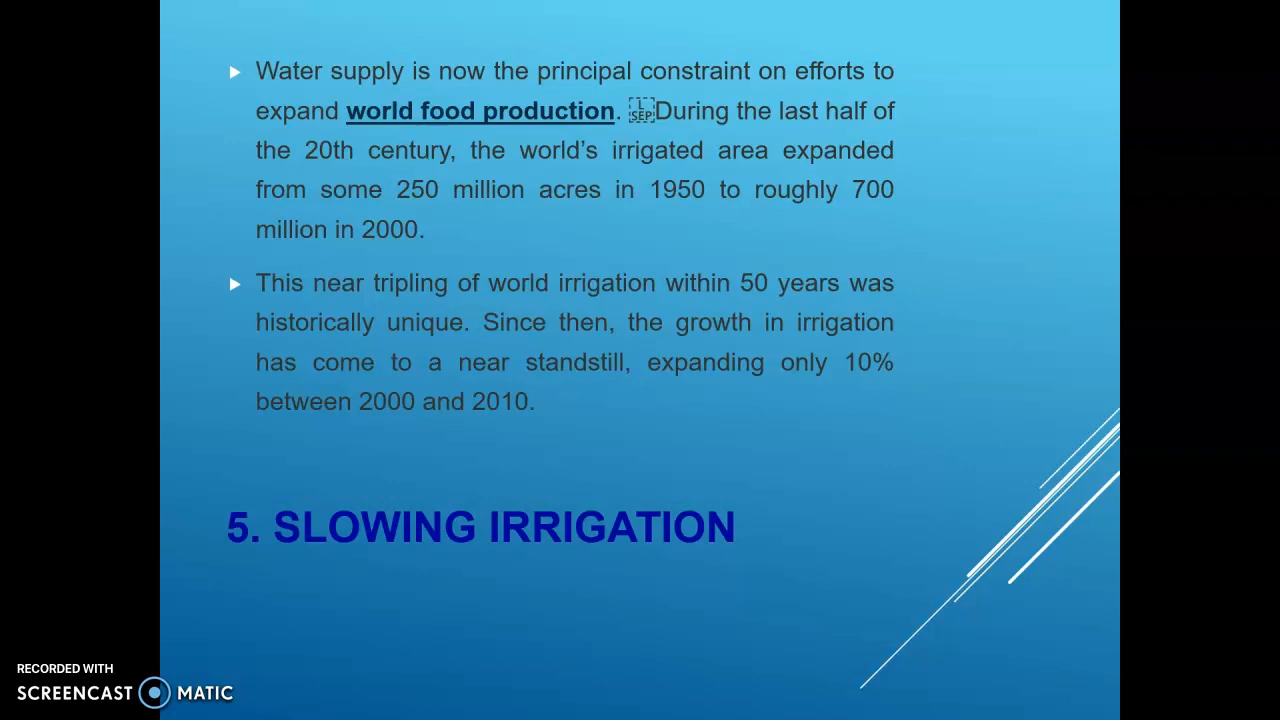 Water supply is now the principal constraint on efforts to
expand world food production. L SEP During the last half of
the 20th century, the world's irrigated area expanded
from some 250 million acres in 1950 to roughly 700
million in 2000.
This near tripling of world irrigation within 50 years was
historically unique. Since then, the growth in irrigation
has come to a near standstill, expanding only 10%
between 2000 and 2010.
5. SLOWING IRRIGATION
RECORDED WITH
SCREENCAST MATIC